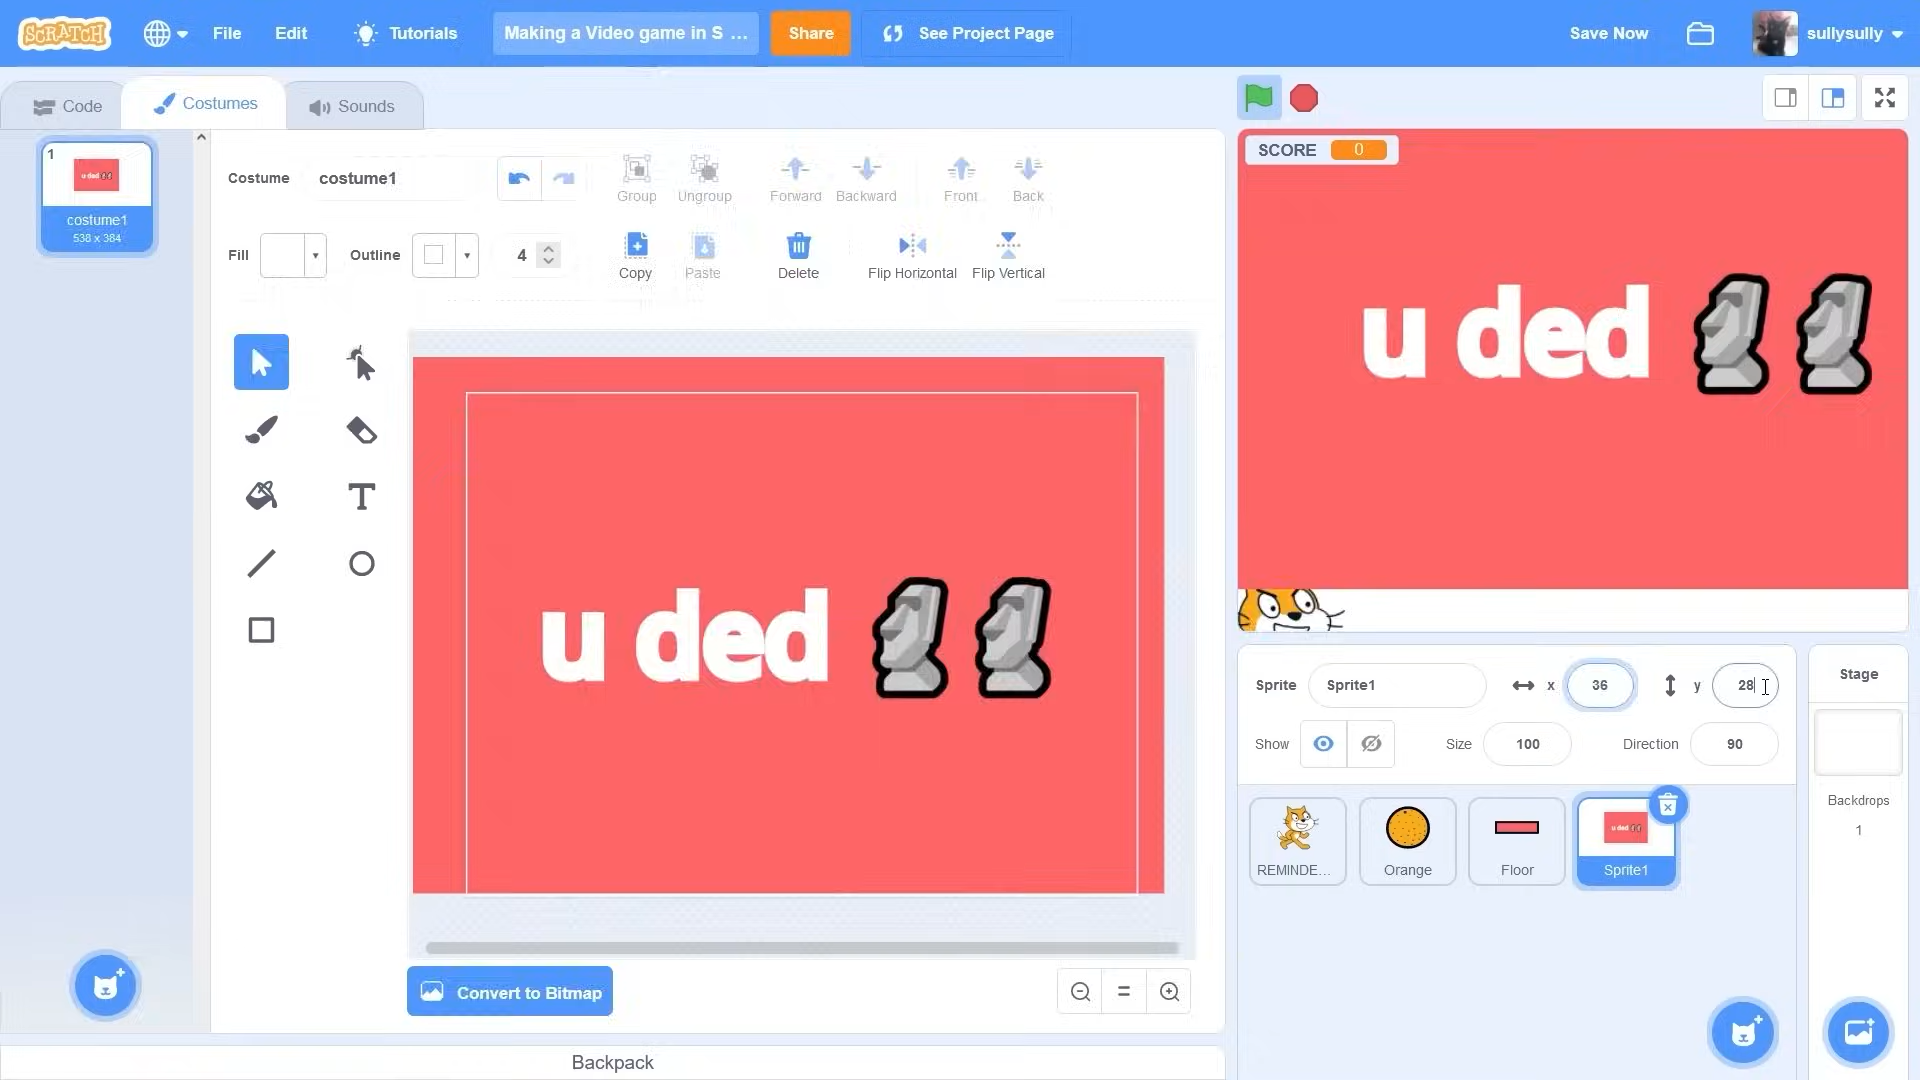 SCRATCH
File
Edit
Tutorials
Making a Video game in S ...
Share
See Project Page
Save Now
sullysully
Code
Costumes
Sounds
1
u ded
costume1
538 x 384
Costume
costume1
Group
Ungroup
Forward
Backward
Front
Back
Fill
Outline
4
Copy
Paste
Delete
Flip Horizontal
Flip Vertical
T
u ded
Convert to Bitmap
=
Backpack
SCORE 0
u ded
Sprite
Sprite1
x
36
y
28
Show
Size
100
Direction
90
REMINDE...
Orange
Floor
u ded
Sprite1
Stage
Backdrops
1